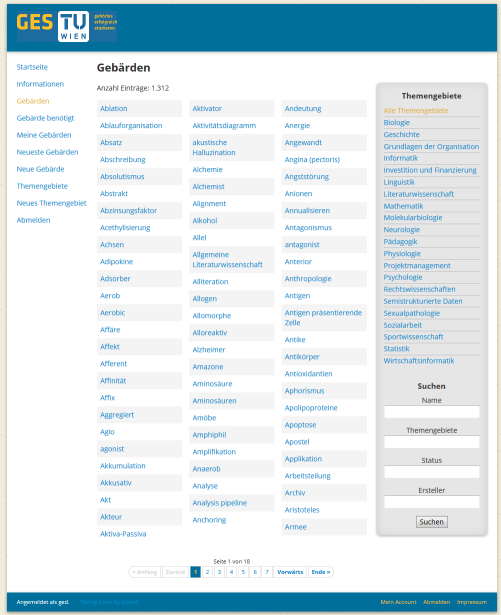 GESTU
WIEN
gehörlos
erfolgreich
studieren
Startseite
Informationen
Gebärden
Gebärde benötigt
Meine Gebärden
Neueste Gebärden
Neue Gebärde
Themengebiete
Neues Themengebiet
Abmelden
Gebärden
Anzahl Einträge: 1.312
Ablation
Ablauforganisation
Absatz
Abschreibung
Absolutismus
Abstrakt
Abzinsungsfaktor
Acethylisierung
Achsen
Adipokine
Adsorber
Aerob
Aerobic
Affäre
Affekt
Afferent
Affinität
Affix
Aggregiert
Agio
agonist
Akkumulation
Akkusativ
Akt
Akteur
Aktiva-Passiva
Aktivator
Aktivitätsdiagramm
akustische
Halluzination
Alchemie
Alchemist
Alignment
Alkohol
Allel
Allgemeine
Literaturwissenschaft
Alliteration
Allogen
Allomorphe
Alloreaktiv
Alzheimer
Amazone
Aminosäure
Aminosäuren
Amöbe
Amphiphil
Amplifikation
Anaerob
Analyse
Analysis pipeline
Anchoring
Andeutung
Anergie
Angewandt
Angina (pectoris)
Angststörung
Anionen
Annualisieren
Antagonismus
antagonist
Anterior
Anthropologie
Antigen
Antigen präsentierende
Zelle
Antike
Antikörper
Antioxidantien
Aphorismus
Apolipoproteine
Apoptose
Apostel
Applikation
Arbeitsteilung
Archiv
Aristoteles
Armee
Seite 1 von 18
« Anfang Zurück 1 2 3 4 5 6 7 Vorwärts Ende »
Themengebiete
Alle Themengebiete
Biologie
Geschichte
Grundlagen der Organisation
Informatik
Investition und Finanzierung
Linguistik
Literaturwissenschaft
Mathematik
Molekularbiologie
Neurologie
Pädagogik
Physiologie
Projektmanagement
Psychologie
Rechtswissenschaften
Semistrukturierte Daten
Sexualpathologie
Sozialarbeit
Sportwissenschaft
Statistik
Wirtschaftsinformatik
Suchen
Name
Themengebiete
Status
Ersteller
Suchen
Angemeldet als ged.
Mein Account Abmelden Impressum